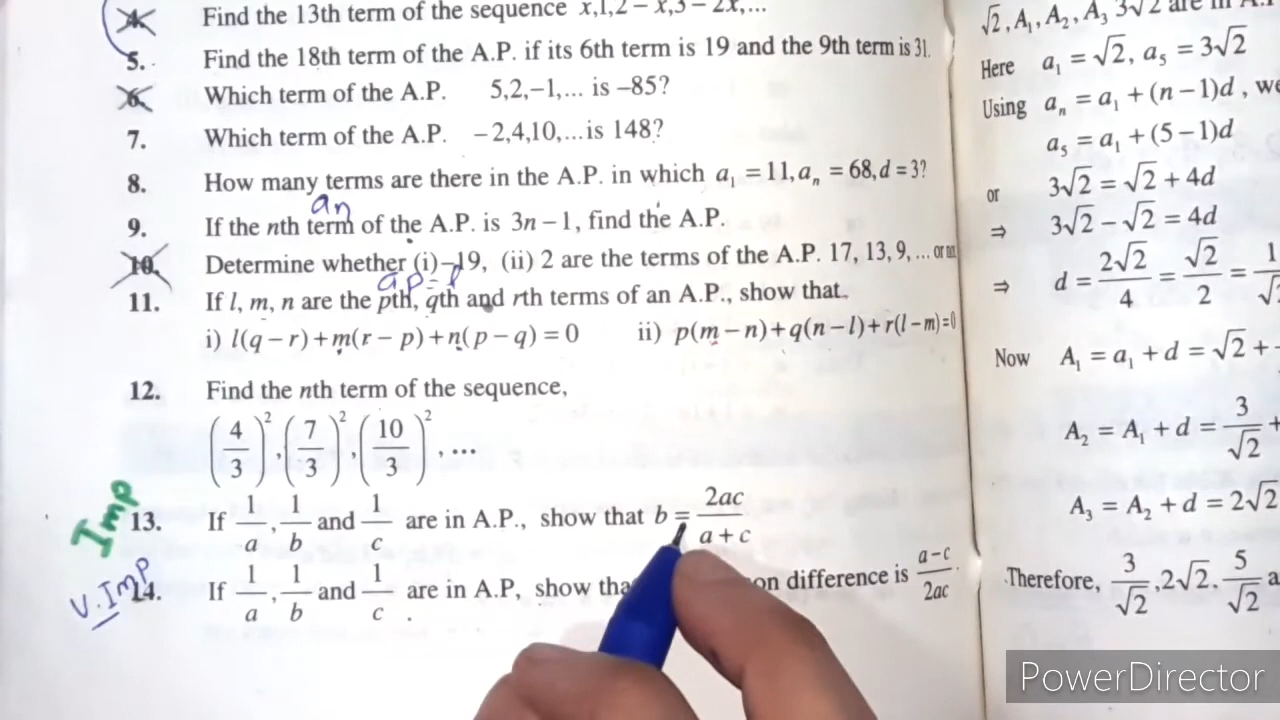 4. Find the 13th term of the sequence x,1,2 − x,3 − 2x,...
5. Find the 18th term of the A.P. if its 6th term is 19 and the 9th term is 31.
6. Which term of the A.P. 5,2,−1,... is −85?
7. Which term of the A.P. −2,4,10,...is 148?
8. How many terms are there in the A.P. in which a₁ = 11, aₙ = 68, d = 3?
an
9. If the nth term of the A.P. is 3n − 1, find the A.P.
10. Determine whether (i)−19, (ii) 2 are the terms of the A.P. 17, 13, 9, ... or not
ap = l
11. If l, m, n are the pth, qth and rth terms of an A.P., show that
i) l(q − r) + m(r − p) + n(p − q) = 0 ii) p(m − n) + q(n − l) + r(l − m) = 0
12. Find the nth term of the sequence,
(4/3)², (7/3)², (10/3)², ...
Imp
13. If 1/a, 1/b and 1/c are in A.P., show that b = 2ac/(a + c)
V. Imp
14. If 1/a, 1/b and 1/c are in A.P, show on difference is (a−c)/2ac.
√2, A₁, A₂, A₃ 3√2 are in A.P
Here a₁ = √2, a₅ = 3√2
Using aₙ = a₁ + (n − 1)d, we
a₅ = a₁ + (5 − 1)d
or 3√2 = √2 + 4d
⇒ 3√2 − √2 = 4d
⇒ d = 2√2/4 = √2/2 = 1/√2
Now A₁ = a₁ + d = √2 +
A₂ = A₁ + d = 3/√2 +
A₃ = A₂ + d = 2√2
Therefore, 3/√2, 2√2, 5/√2 a
PowerDirector